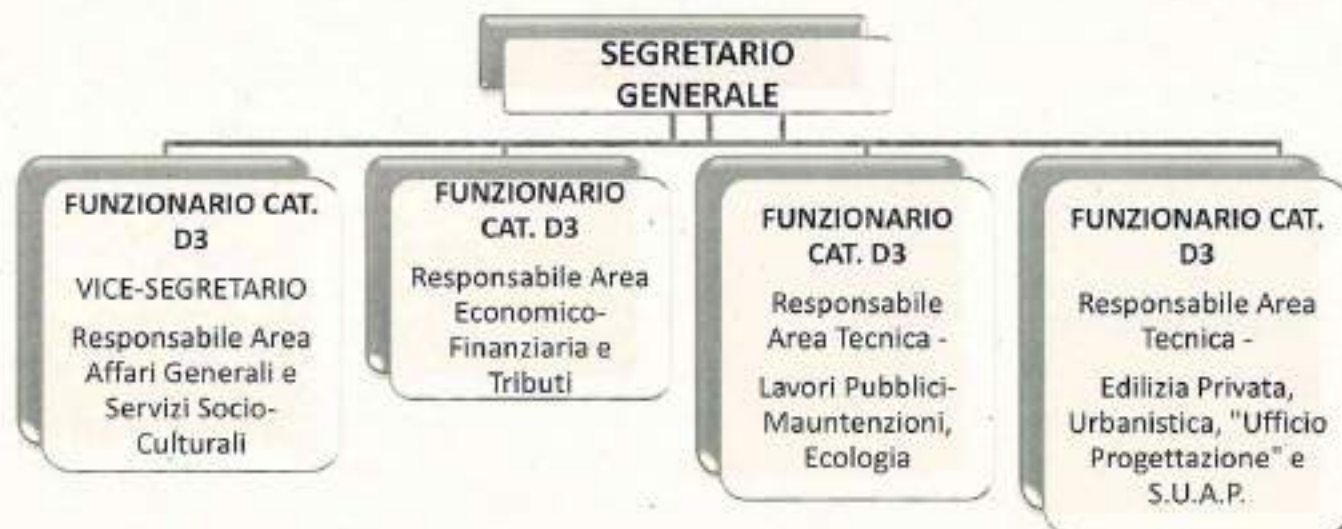 SEGRETARIO
GENERALE
FUNZIONARIO CAT.
D3
VICE-SEGRETARIO
Responsabile Area
Affari Generali e
Servizi Socio-
Culturali
FUNZIONARIO
CAT. D3
Responsabile Area
Economico-
Finanziaria e
Tributi
FUNZIONARIO
CAT. D3
Responsabile
Area Tecnica -
Lavori Pubblici-
Mauntenzioni,
Ecologia
FUNZIONARIO CAT.
D3
Responsabile Area
Tecnica -
Edilizia Privata,
Urbanistica, "Ufficio
Progettazione" e
S.U.A.P.